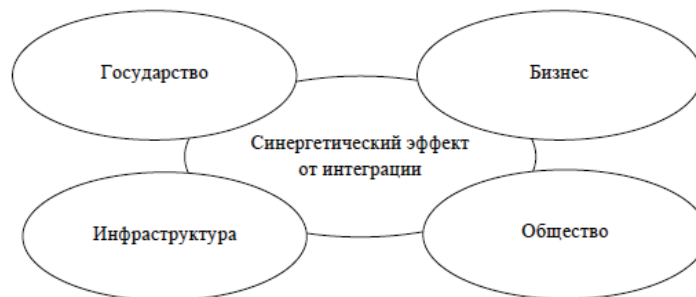 Государство
Бизнес
Синергетический эффект
от интеграции
Инфраструктура
Общество